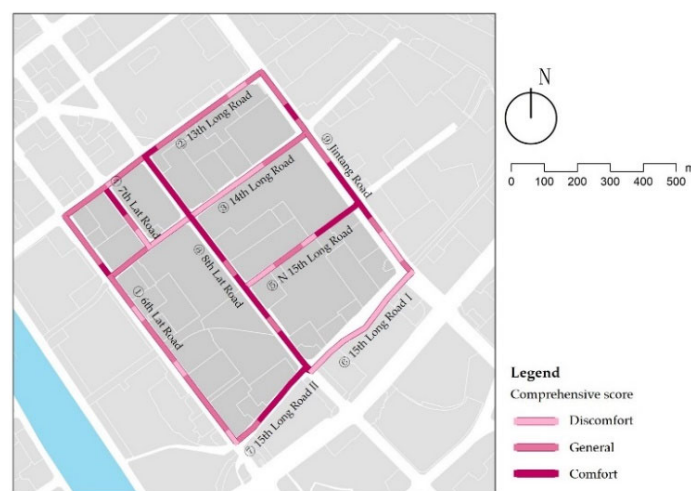 ② 13th Long Road
④ 7th Lat Road
③ 14th Long Road
⑨ Jintang Road
⑧ 8th Lat Road
⑤ N 15th Long Road
① 6th Lat Road
⑥ 15th Long Road I
⑦ 15th Long Road II
N
0 100 200 300 400 500 m
Legend
Comprehensive score
Discomfort
General
Comfort